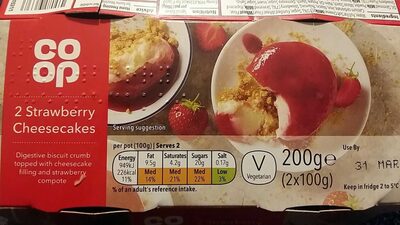 CO
OP
2 Strawberry
Cheesecakes
Digestive biscuit crumb
topped with cheesecake
filling and strawberry
compote
Serving suggestion
per pot (100g) | Serves 2
Energy Fat Saturates Sugars Salt
949kJ 9.5g 4.2g 20g 0.17g
226kcal Med Med Med Low
11% 14% 21% 22% 3%
% of an adult's reference intake.
V
Vegetarian
200g℮
(2x100g)
Use By
31 MAR
Keep in fridge 2 to 5°C